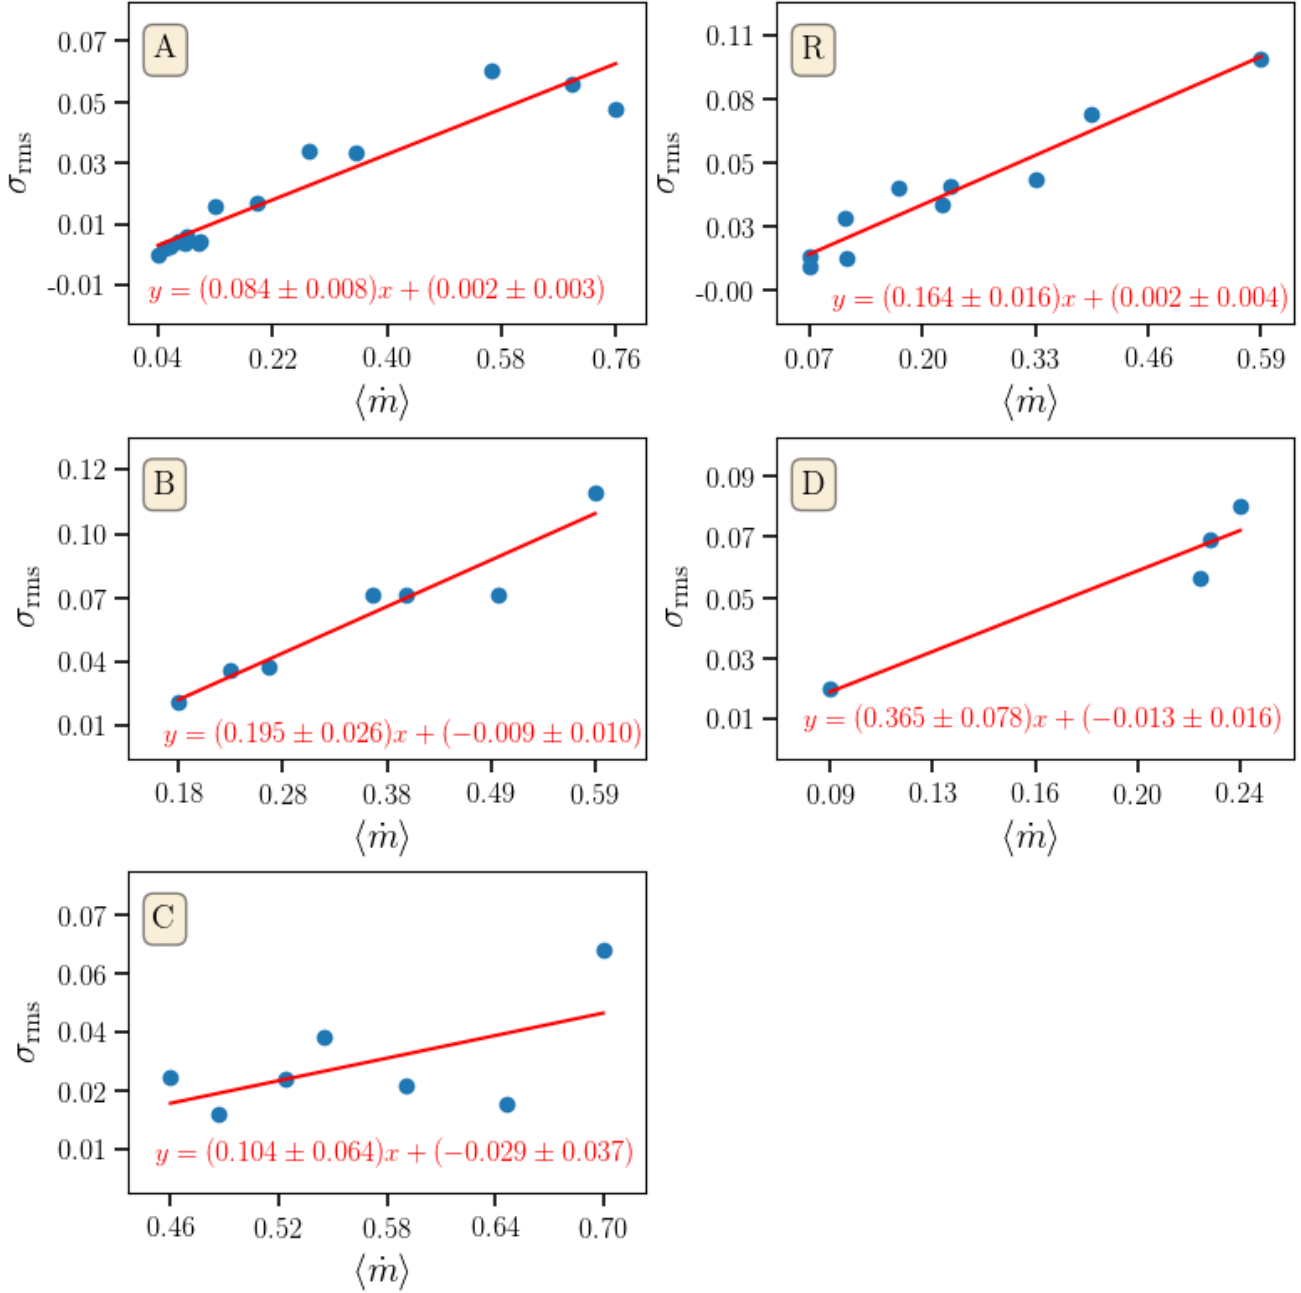 A
0.07
0.05
0.03
0.01
-0.01
σrms
y = (0.084 ± 0.008)x + (0.002 ± 0.003)
0.04 0.22 0.40 0.58 0.76
⟨ṁ⟩
R
0.11
0.08
0.05
0.03
-0.00
σrms
y = (0.164 ± 0.016)x + (0.002 ± 0.004)
0.07 0.20 0.33 0.46 0.59
⟨ṁ⟩
B
0.12
0.10
0.07
0.04
0.01
σrms
y = (0.195 ± 0.026)x + (−0.009 ± 0.010)
0.18 0.28 0.38 0.49 0.59
⟨ṁ⟩
D
0.09
0.07
0.05
0.03
0.01
σrms
y = (0.365 ± 0.078)x + (−0.013 ± 0.016)
0.09 0.13 0.16 0.20 0.24
⟨ṁ⟩
C
0.07
0.06
0.04
0.02
0.01
σrms
y = (0.104 ± 0.064)x + (−0.029 ± 0.037)
0.46 0.52 0.58 0.64 0.70
⟨ṁ⟩